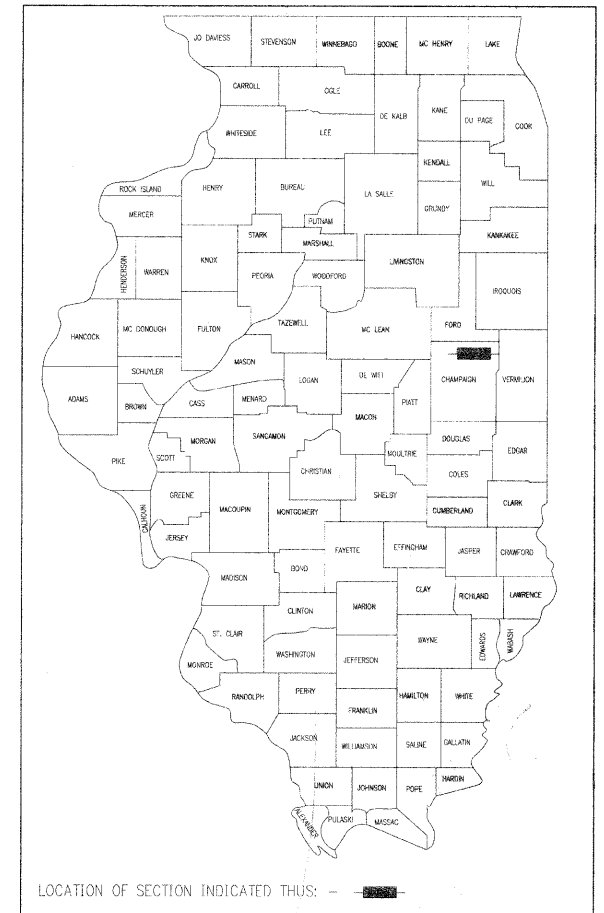 JO DAVIESS STEVENSON WINNEBAGO BOONE MC HENRY LAKE
CARROLL OGLE DE KALB KANE DU PAGE COOK
WHITESIDE LEE
KENDALL WILL
ROCK ISLAND HENRY BUREAU LA SALLE GRUNDY
MERCER PUTNAM
STARK MARSHALL KANKAKEE
HENDERSON WARREN KNOX PEORIA WOODFORD LIVINGSTON IROQUOIS
HANCOCK MC DONOUGH FULTON TAZEWELL MC LEAN FORD
MASON
SCHUYLER LOGAN DE WITT CHAMPAIGN VERMILION
ADAMS BROWN CASS MENARD MACON PIATT
MORGAN SANGAMON DOUGLAS
PIKE SCOTT CHRISTIAN MOULTRIE COLES EDGAR
GREENE SHELBY CLARK
CALHOUN MACOUPIN MONTGOMERY CUMBERLAND
JERSEY
FAYETTE EFFINGHAM JASPER CRAWFORD
MADISON BOND
CLAY RICHLAND LAWRENCE
CLINTON MARION
ST. CLAIR WAYNE EDWARDS WABASH
MONROE WASHINGTON JEFFERSON
RANDOLPH PERRY HAMILTON WHITE
FRANKLIN
JACKSON WILLIAMSON SALINE GALLATIN
UNION JOHNSON POPE HARDIN
ALEXANDER PULASKI MASSAC
LOCATION OF SECTION INDICATED THUS: -